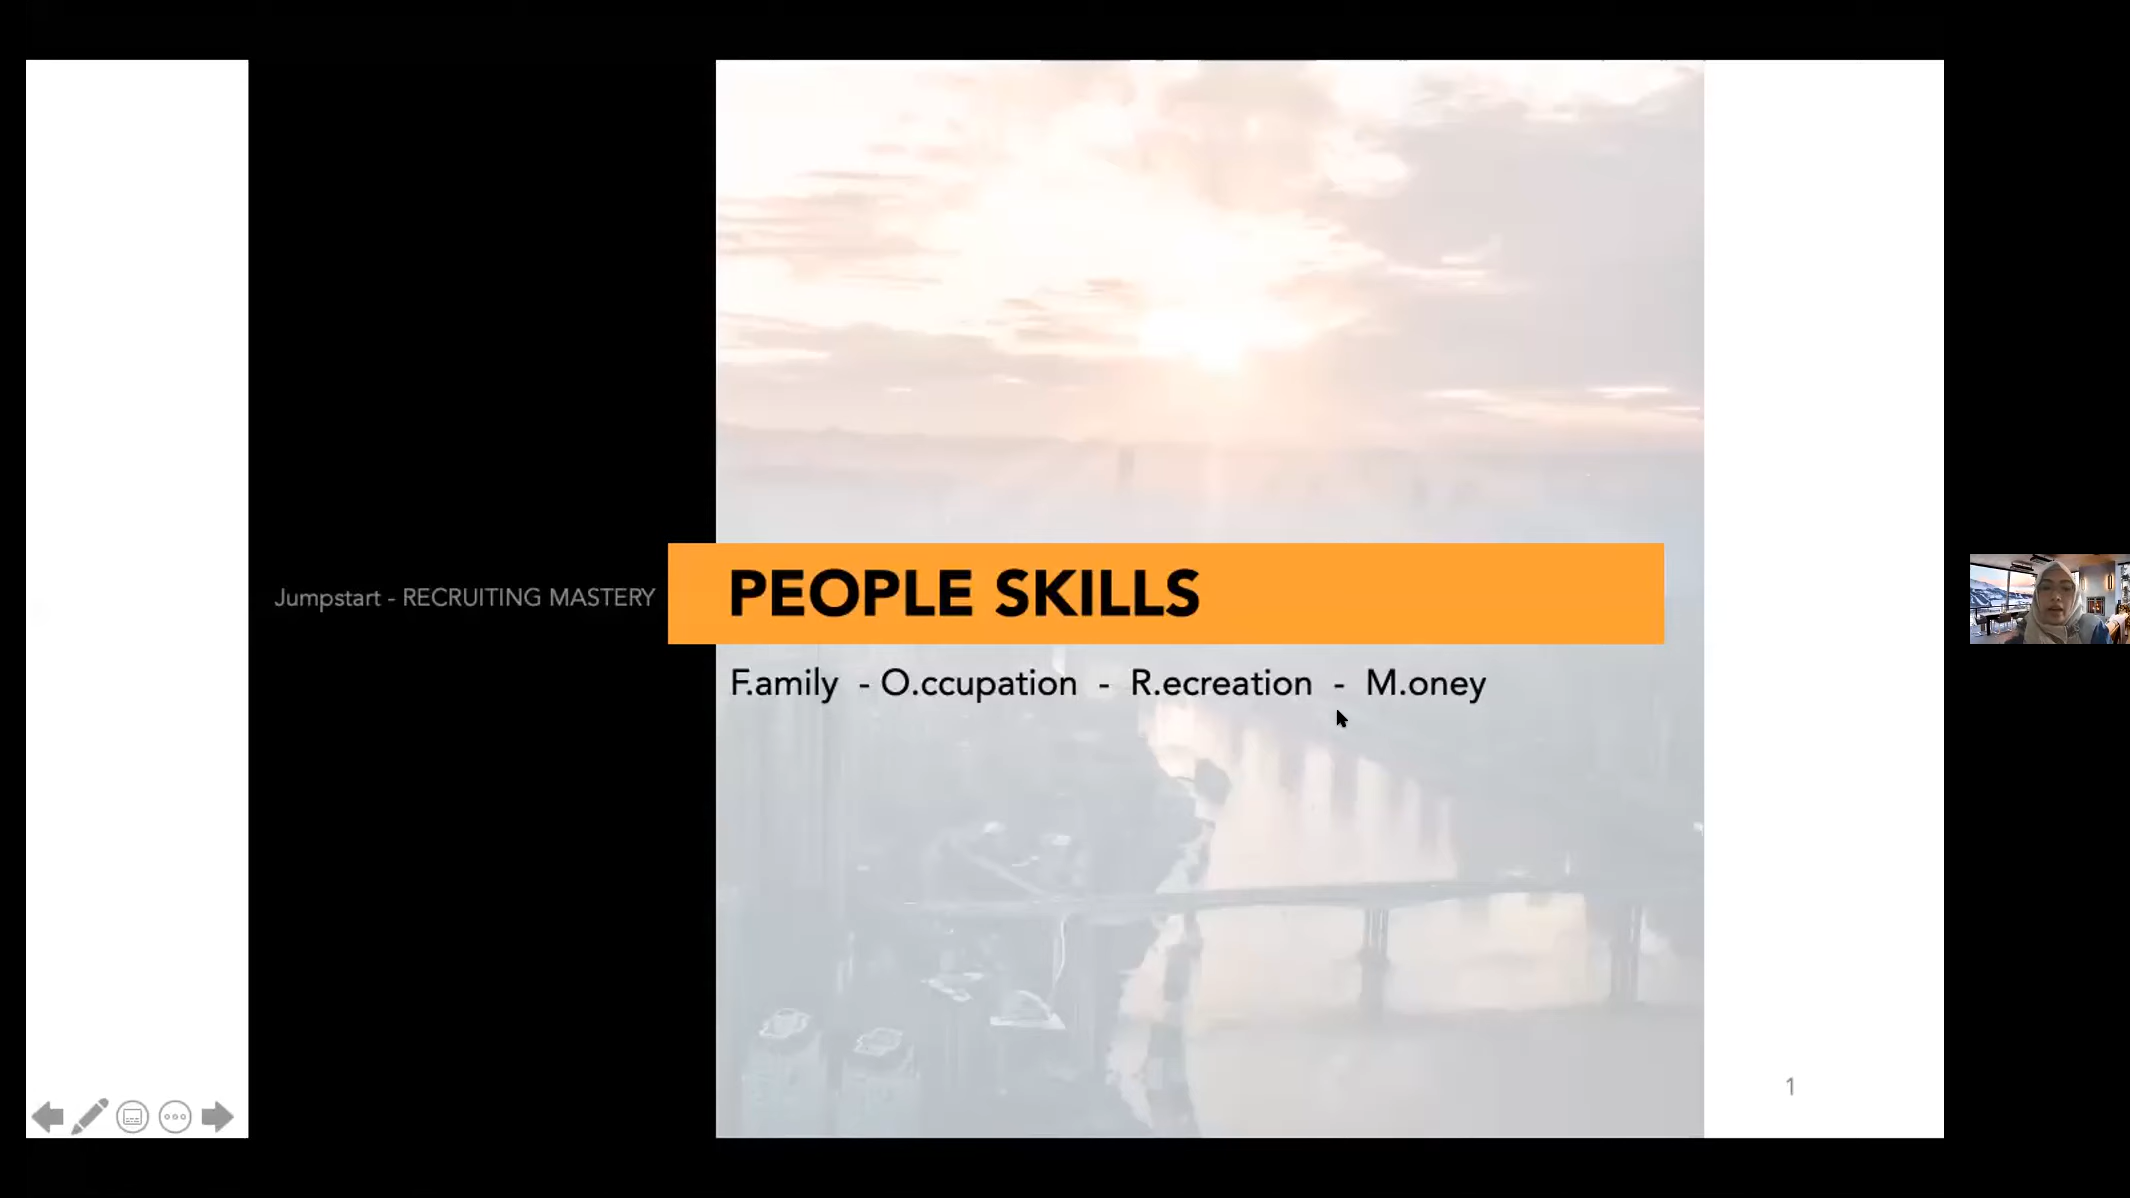 Jumpstart - RECRUITING MASTERY
PEOPLE SKILLS
F.amily - O.ccupation - R.ecreation - M.oney
1